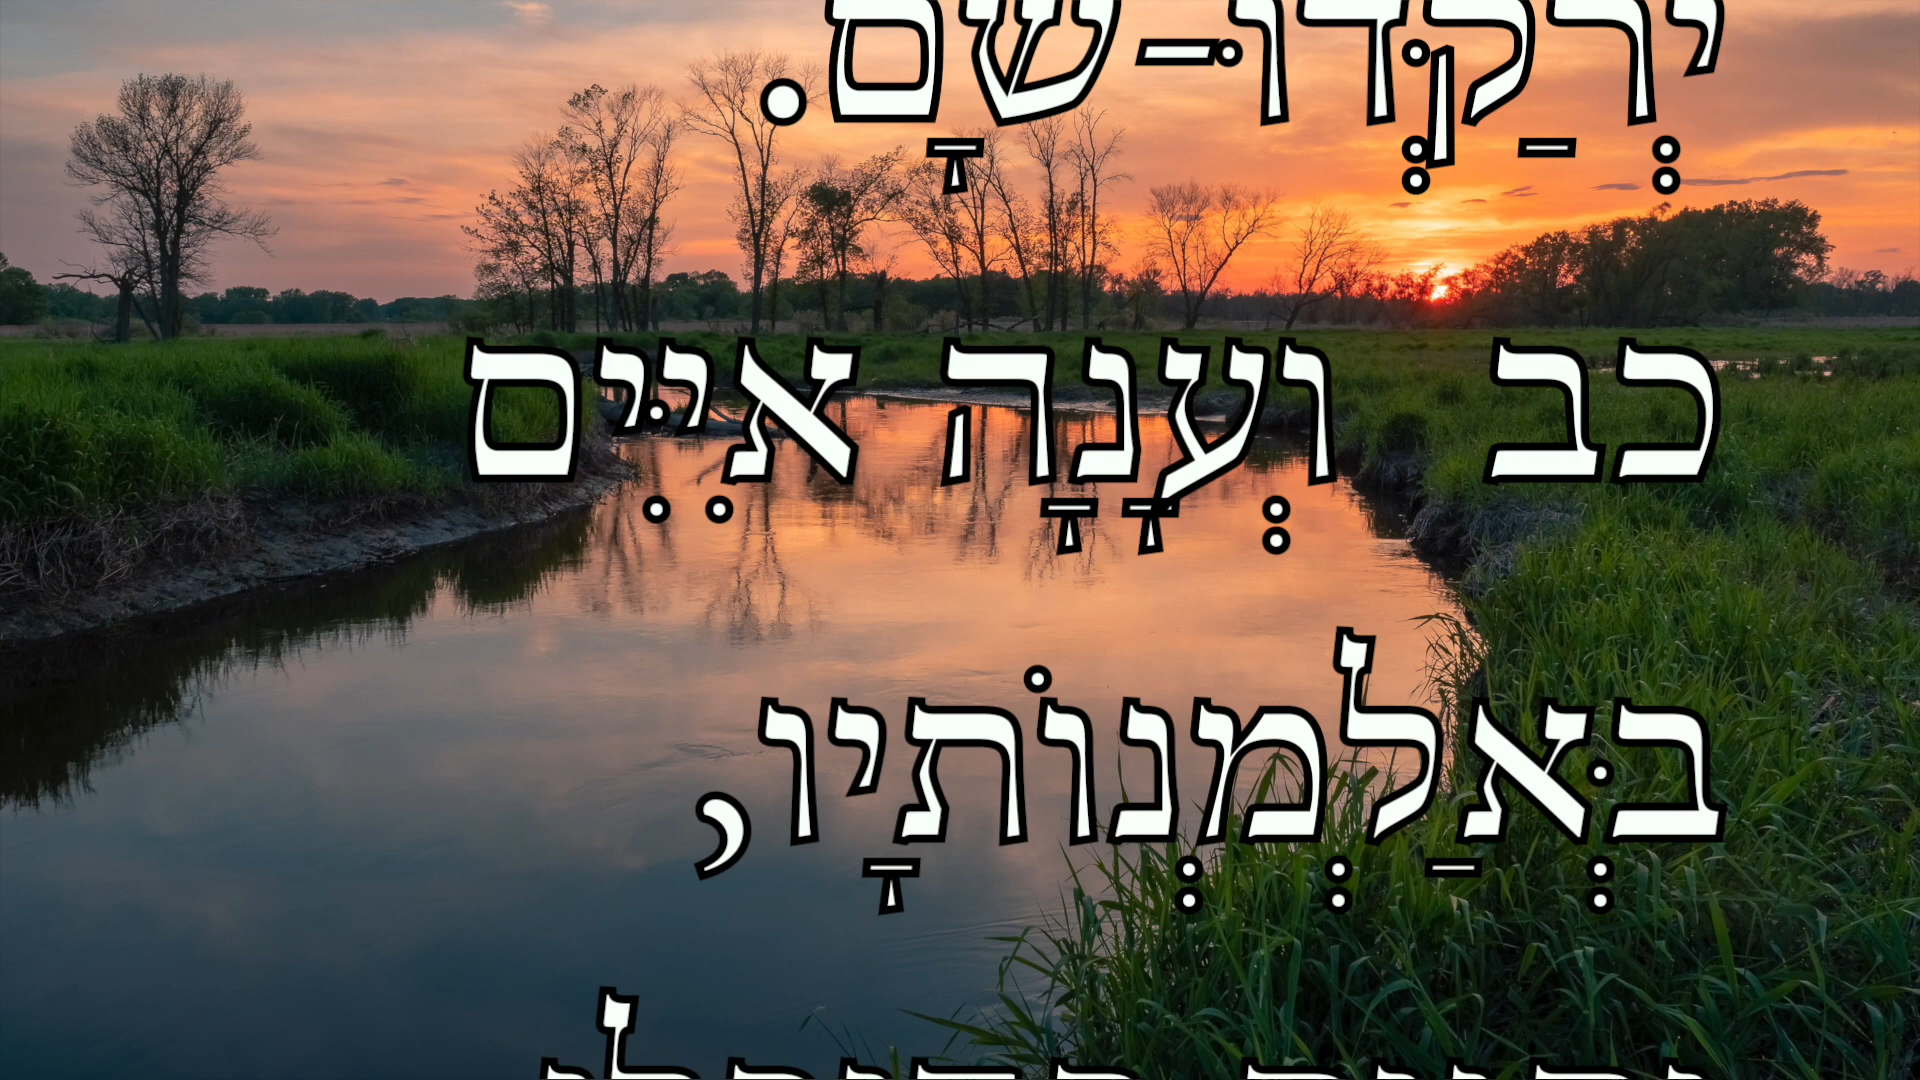 יְרַקְּדוּ-שָׁם.
כב וְעָנָה אִיִּים
בְּאַלְמְנוֹתָיו,